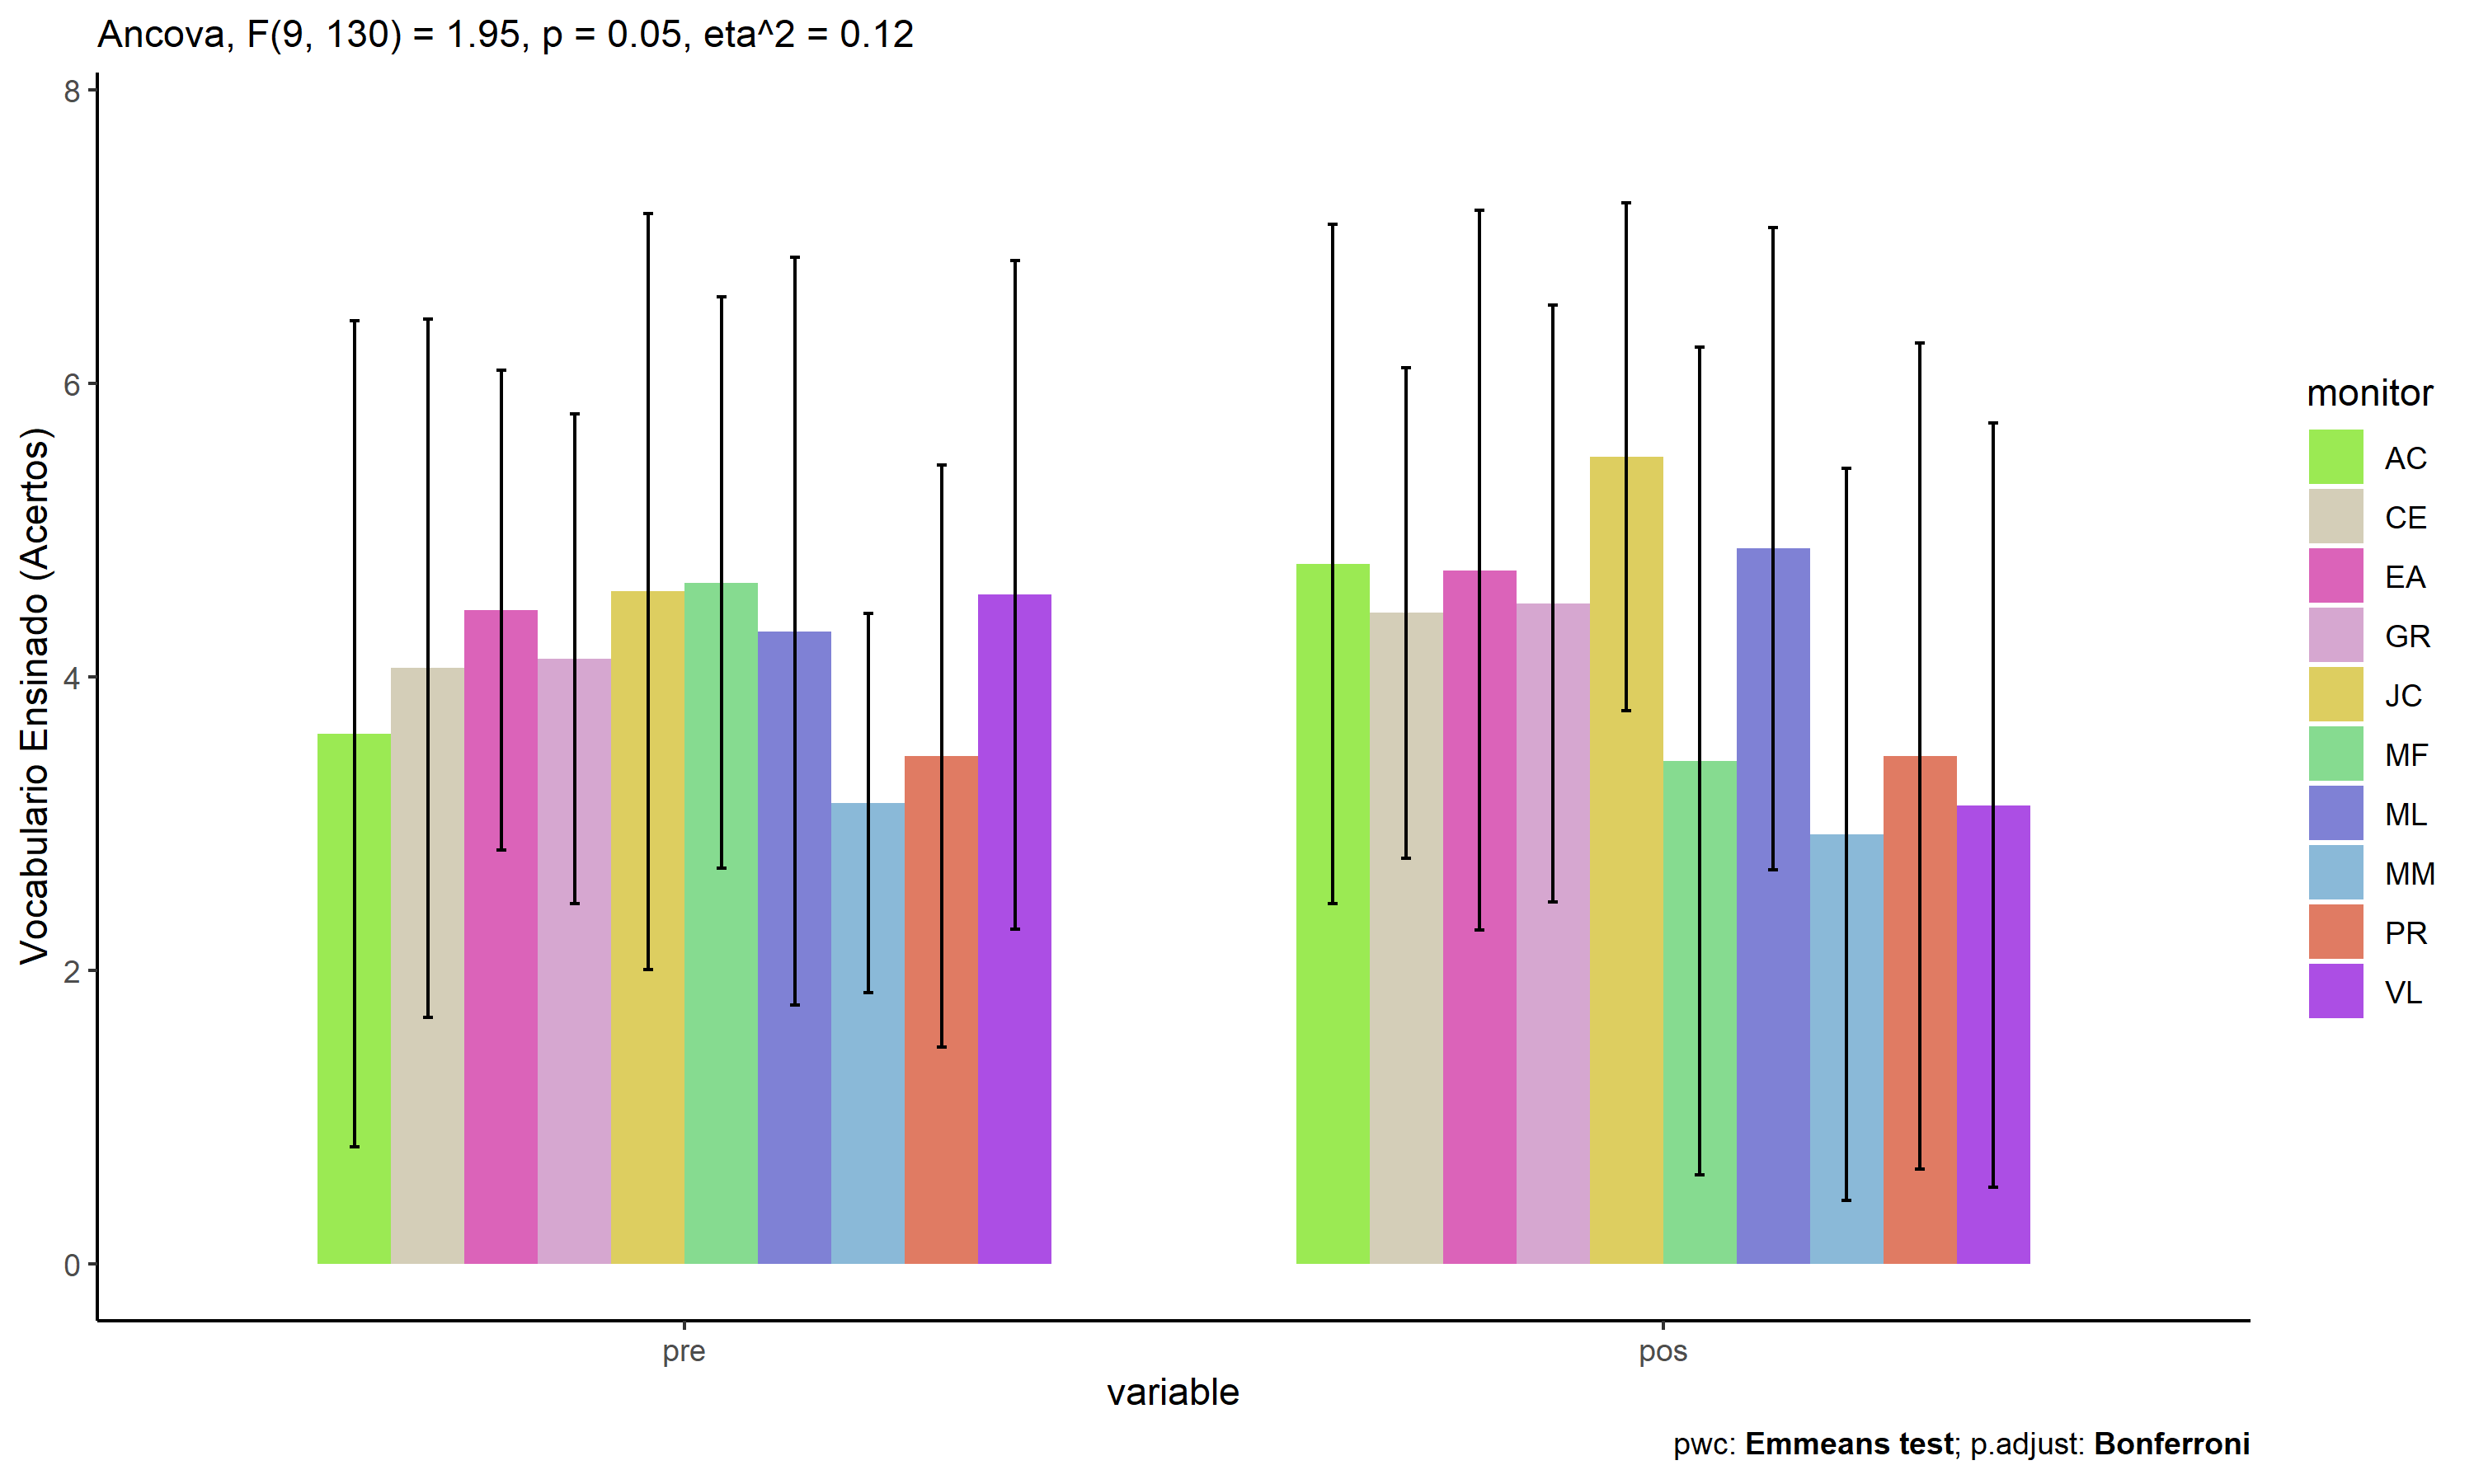 Ancova, F(9, 130) = 1.95, p = 0.05, eta^2 = 0.12
Vocabulario Ensinado (Acertos)
8
6
4
2
0
pre
pos
variable
monitor
AC
CE
EA
GR
JC
MF
ML
MM
PR
VL
pwc: Emmeans test; p.adjust: Bonferroni